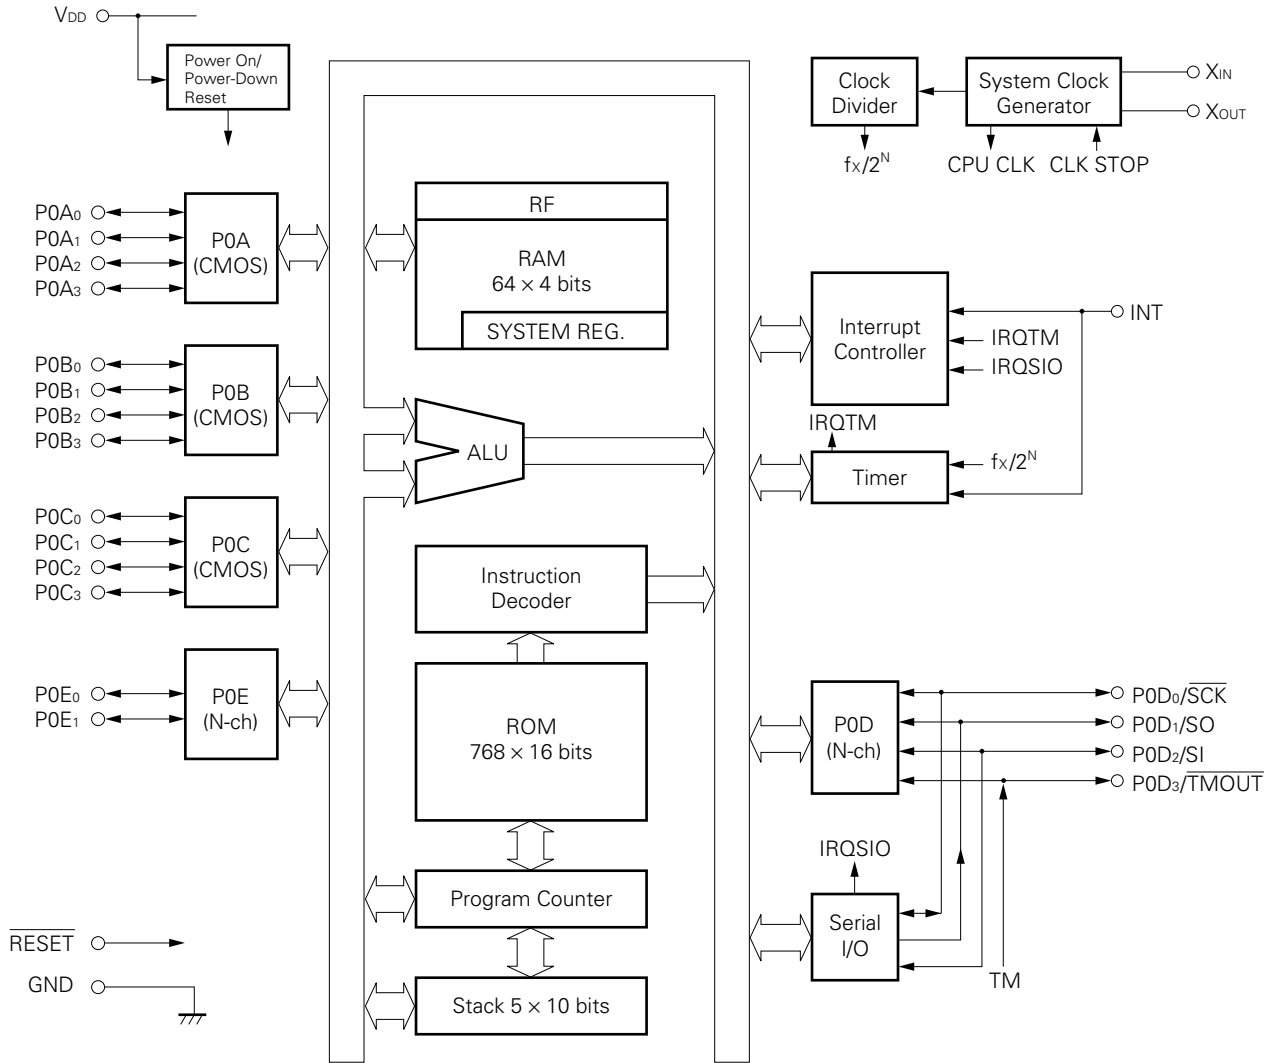 VDD
Power On/
Power-Down
Reset
P0A0
P0A1
P0A2
P0A3
P0A
(CMOS)
P0B0
P0B1
P0B2
P0B3
P0B
(CMOS)
P0C0
P0C1
P0C2
P0C3
P0C
(CMOS)
P0E0
P0E1
P0E
(N-ch)
RESET
GND
RF
RAM
64 × 4 bits
SYSTEM REG.
ALU
Instruction
Decoder
ROM
768 × 16 bits
Program Counter
Stack 5 × 10 bits
Clock
Divider
fX/2^N
System Clock
Generator
XIN
XOUT
CPU CLK
CLK STOP
Interrupt
Controller
INT
IRQTM
IRQSIO
IRQTM
Timer
fX/2^N
P0D
(N-ch)
P0D0/SCK
P0D1/SO
P0D2/SI
P0D3/TMOUT
IRQSIO
Serial
I/O
TM